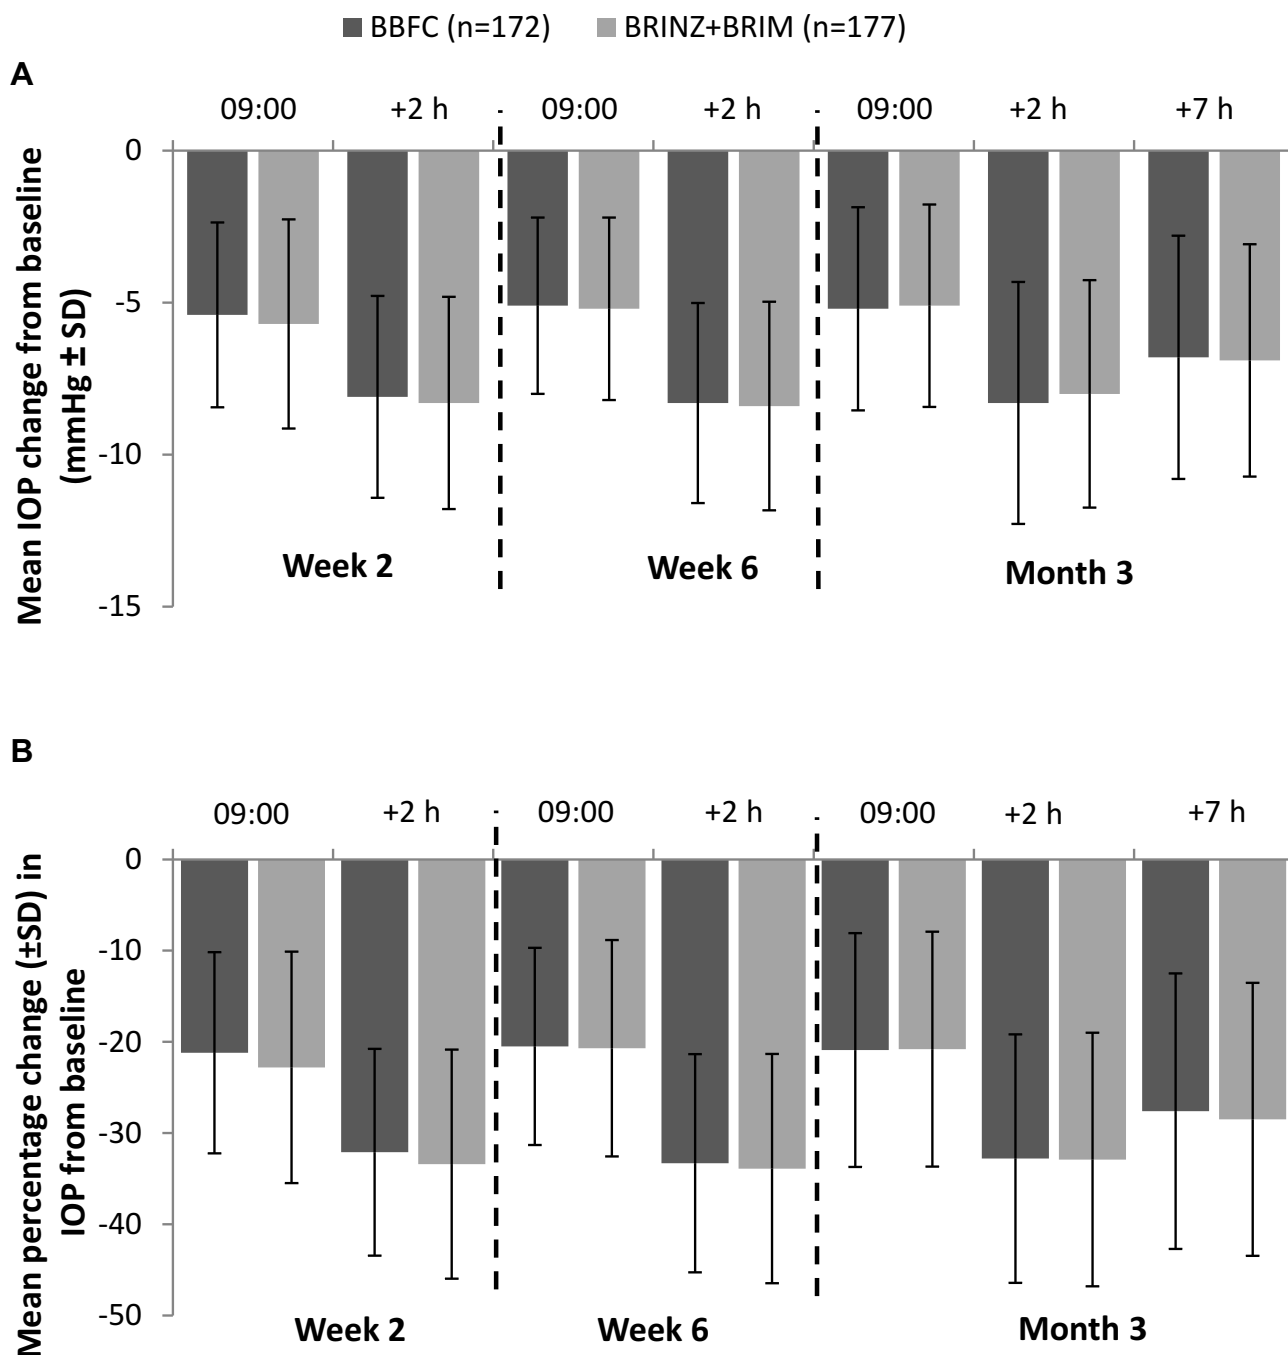 BBFC (n=172) BRINZ+BRIM (n=177)
A
09:00 +2 h 09:00 +2 h 09:00 +2 h +7 h
Mean IOP change from baseline
(mmHg ± SD)
0
-5
-10
-15
Week 2 Week 6 Month 3
B
09:00 +2 h 09:00 +2 h 09:00 +2 h +7 h
Mean percentage change (±SD) in
IOP from baseline
0
-10
-20
-30
-40
-50
Week 2 Week 6 Month 3